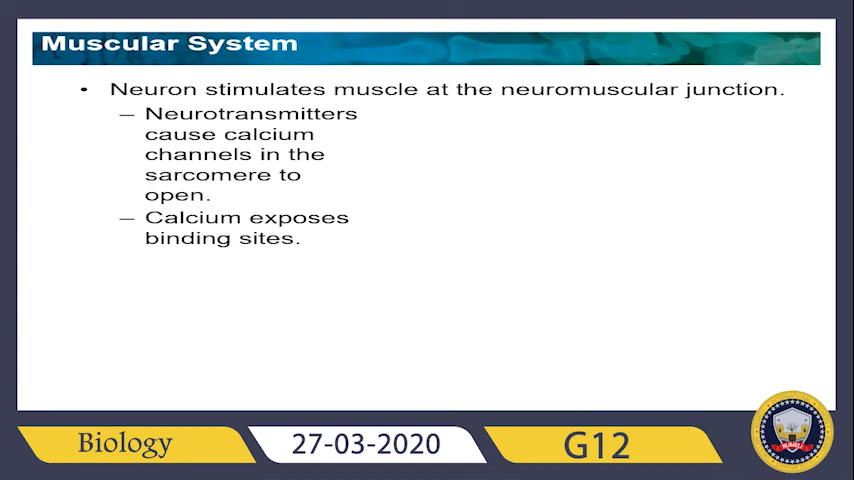 Muscular System
• Neuron stimulates muscle at the neuromuscular junction.
– Neurotransmitters
cause calcium
channels in the
sarcomere to
open.
– Calcium exposes
binding sites.
Biology
27-03-2020
G12